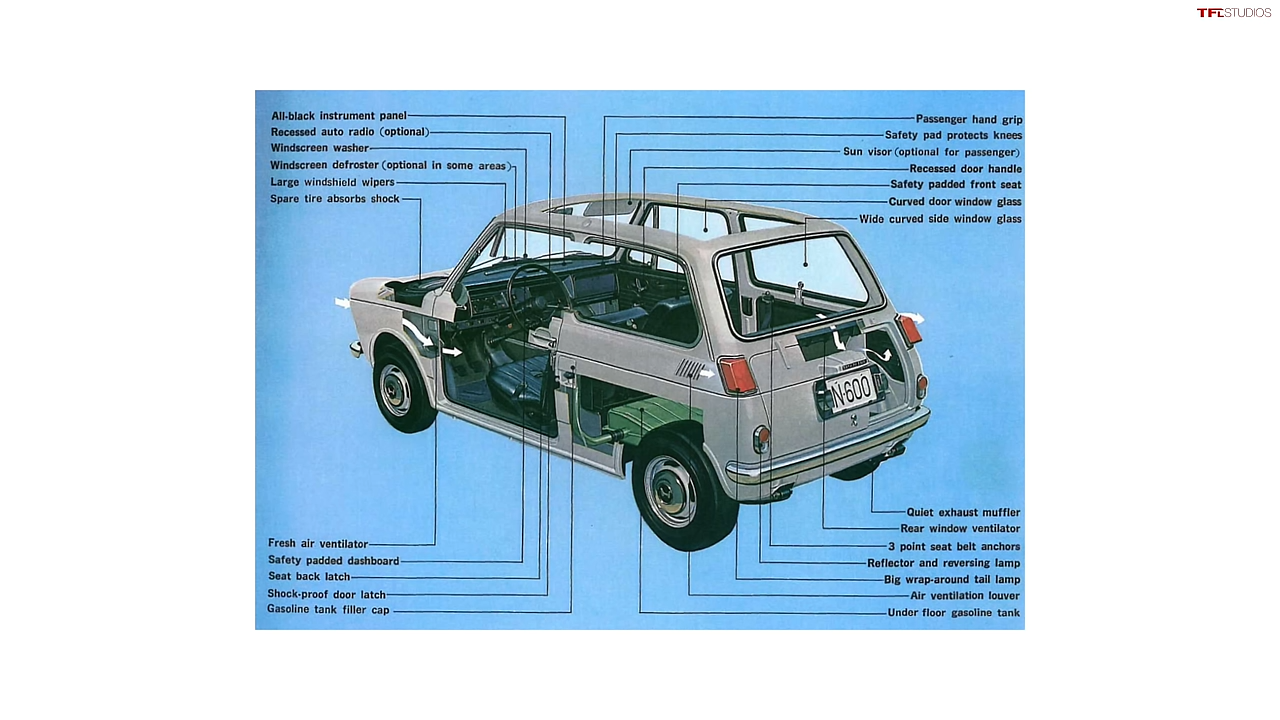 TFLSTUDIOS
All-black instrument panel
Recessed auto radio (optional)
Windscreen washer
Windscreen defroster (optional in some areas)
Large windshield wipers
Spare tire absorbs shock
Passenger hand grip
Safety pad protects knees
Sun visor (optional for passenger)
Recessed door handle
Safety padded front seat
Curved door window glass
Wide curved side window glass
N-600
Fresh air ventilator
Safety padded dashboard
Seat back latch
Shock-proof door latch
Gasoline tank filler cap
Quiet exhaust muffler
Rear window ventilator
3 point seat belt anchors
Reflector and reversing lamp
Big wrap-around tail lamp
Air ventilation louver
Under floor gasoline tank